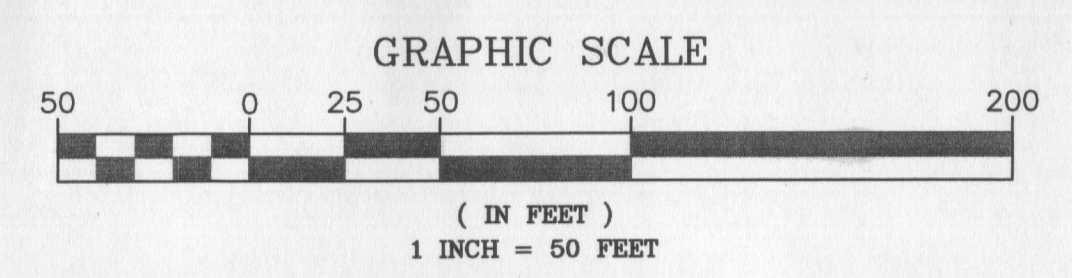 GRAPHIC SCALE
50 0 25 50 100 200
( IN FEET )
1 INCH = 50 FEET